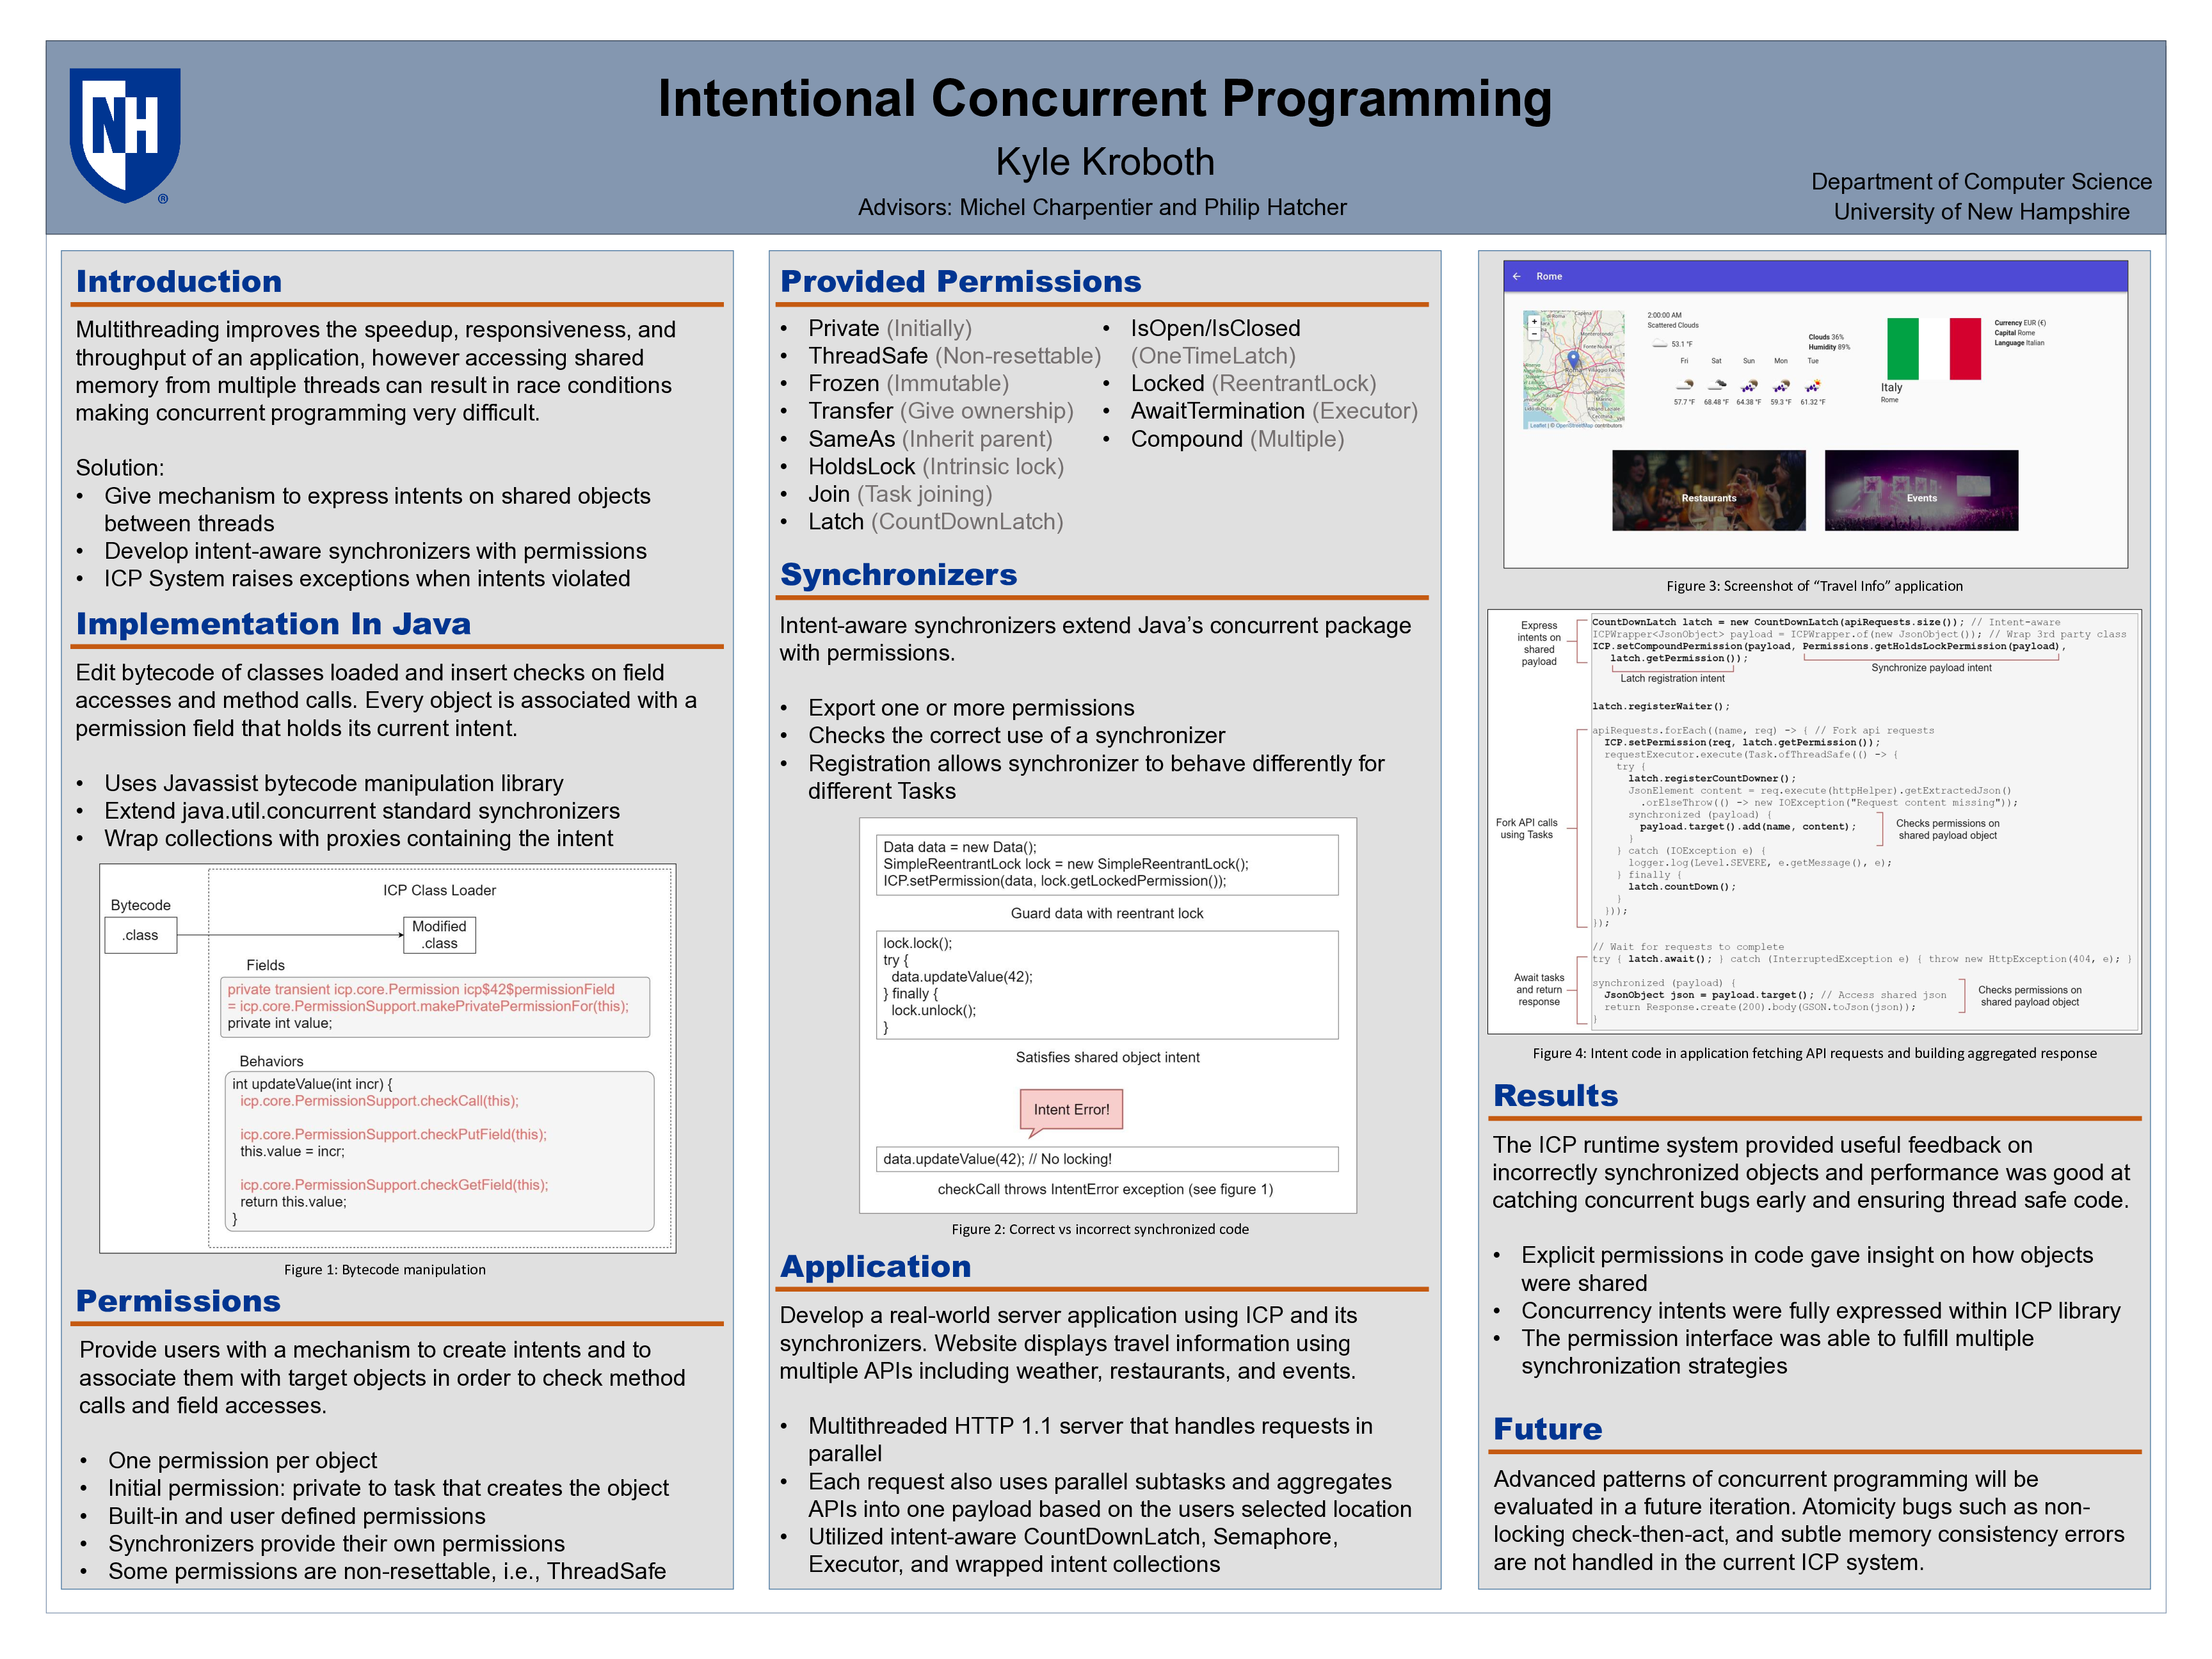 Intentional Concurrent Programming
Kyle Kroboth
Advisors: Michel Charpentier and Philip Hatcher
Department of Computer Science
University of New Hampshire
NH
®
Introduction
Multithreading improves the speedup, responsiveness, and
throughput of an application, however accessing shared
memory from multiple threads can result in race conditions
making concurrent programming very difficult.
Solution:
• Give mechanism to express intents on shared objects
between threads
• Develop intent-aware synchronizers with permissions
• ICP System raises exceptions when intents violated
Implementation In Java
Edit bytecode of classes loaded and insert checks on field
accesses and method calls. Every object is associated with a
permission field that holds its current intent.
• Uses Javassist bytecode manipulation library
• Extend java.util.concurrent standard synchronizers
• Wrap collections with proxies containing the intent
ICP Class Loader
Bytecode
.class
Modified
.class
Fields
private transient icp.core.Permission icp$42$permissionField
= icp.core.PermissionSupport.makePrivatePermissionFor(this);
private int value;
Behaviors
int updateValue(int incr) {
icp.core.PermissionSupport.checkCall(this);
icp.core.PermissionSupport.checkPutField(this);
this.value = incr;
icp.core.PermissionSupport.checkGetField(this);
return this.value;
}
Figure 1: Bytecode manipulation
Permissions
Provide users with a mechanism to create intents and to
associate them with target objects in order to check method
calls and field accesses.
• One permission per object
• Initial permission: private to task that creates the object
• Built-in and user defined permissions
• Synchronizers provide their own permissions
• Some permissions are non-resettable, i.e., ThreadSafe
Provided Permissions
• Private (Initially)
• ThreadSafe (Non-resettable)
• Frozen (Immutable)
• Transfer (Give ownership)
• SameAs (Inherit parent)
• HoldsLock (Intrinsic lock)
• Join (Task joining)
• Latch (CountDownLatch)
• IsOpen/IsClosed
(OneTimeLatch)
• Locked (ReentrantLock)
• AwaitTermination (Executor)
• Compound (Multiple)
Synchronizers
Intent-aware synchronizers extend Java's concurrent package
with permissions.
• Export one or more permissions
• Checks the correct use of a synchronizer
• Registration allows synchronizer to behave differently for
different Tasks
Data data = new Data();
SimpleReentrantLock lock = new SimpleReentrantLock();
ICP.setPermission(data, lock.getLockedPermission());
Guard data with reentrant lock
lock.lock();
try {
data.updateValue(42);
} finally {
lock.unlock();
}
Satisfies shared object intent
Intent Error!
data.updateValue(42); // No locking!
checkCall throws IntentError exception (see figure 1)
Figure 2: Correct vs incorrect synchronized code
Application
Develop a real-world server application using ICP and its
synchronizers. Website displays travel information using
multiple APIs including weather, restaurants, and events.
• Multithreaded HTTP 1.1 server that handles requests in
parallel
• Each request also uses parallel subtasks and aggregates
APIs into one payload based on the users selected location
• Utilized intent-aware CountDownLatch, Semaphore,
Executor, and wrapped intent collections
Rome
+
−
Leaflet | © OpenStreetMap contributors
2:00:00 AM
Scattered Clouds
53.1 °F
Clouds 36%
Humidity 89%
Fri Sat Sun Mon Tue
57.7 °F 68.48 °F 64.38 °F 59.3 °F 61.32 °F
Italy
Rome
Currency EUR (€)
Capital Rome
Language Italian
Restaurants
Events
Figure 3: Screenshot of "Travel Info" application
Express
intents on
shared
payload
CountDownLatch latch = new CountDownLatch(apiRequests.size()); // Intent-aware
ICPWrapper<JsonObject> payload = ICPWrapper.of(new JsonObject()); // Wrap 3rd party class
ICP.setCompoundPermission(payload, Permissions.getHoldsLockPermission(payload),
latch.getPermission());
Synchronize payload intent
Latch registration intent
latch.registerWaiter();
Fork API calls
using Tasks
apiRequests.forEach((name, req) -> { // Fork api requests
ICP.setPermission(req, latch.getPermission());
requestExecutor.execute(Task.ofThreadSafe(() -> {
try {
latch.registerCountDowner();
JsonElement content = req.execute(httpHelper).getExtractedJson()
.orElseThrow(() -> new IOException("Request content missing"));
synchronized (payload) {
payload.target().add(name, content);
}
Checks permissions on
shared payload object
} catch (IOException e) {
logger.log(Level.SEVERE, e.getMessage(), e);
} finally {
latch.countDown();
}
}));
});
Await tasks
and return
response
// Wait for requests to complete
try { latch.await(); } catch (InterruptedException e) { throw new HttpException(404, e); }
synchronized (payload) {
JsonObject json = payload.target(); // Access shared json
return Response.create(200).body(GSON.toJson(json));
}
Checks permissions on
shared payload object
Figure 4: Intent code in application fetching API requests and building aggregated response
Results
The ICP runtime system provided useful feedback on
incorrectly synchronized objects and performance was good at
catching concurrent bugs early and ensuring thread safe code.
• Explicit permissions in code gave insight on how objects
were shared
• Concurrency intents were fully expressed within ICP library
• The permission interface was able to fulfill multiple
synchronization strategies
Future
Advanced patterns of concurrent programming will be
evaluated in a future iteration. Atomicity bugs such as non-
locking check-then-act, and subtle memory consistency errors
are not handled in the current ICP system.